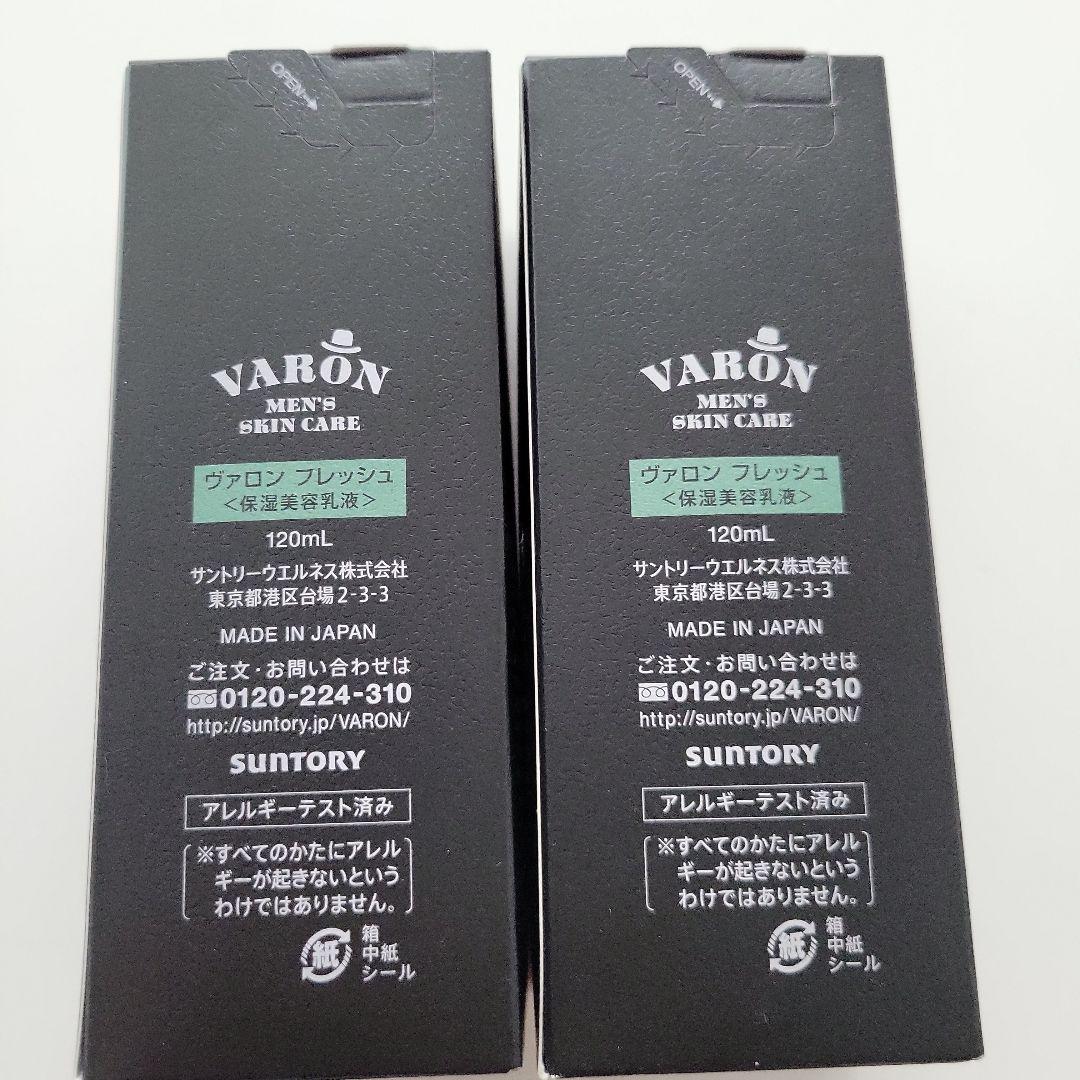 OPEN
VARON
MEN'S
SKIN CARE
ヴァロン フレッシュ
<保湿美容乳液>
120mL
サントリーウエルネス株式会社
東京都港区台場2-3-3
MADE IN JAPAN
ご注文・お問い合わせは
0120-224-310
http://suntory.jp/VARON/
SUNTORY
アレルギーテスト済み
※すべてのかたにアレル
ギーが起きないという
わけではありません。
紙
箱
中紙
シール
OPEN
VARON
MEN'S
SKIN CARE
ヴァロン フレッシュ
<保湿美容乳液>
120mL
サントリーウエルネス株式会社
東京都港区台場2-3-3
MADE IN JAPAN
ご注文・お問い合わせは
0120-224-310
http://suntory.jp/VARON/
SUNTORY
アレルギーテスト済み
※すべてのかたにアレル
ギーが起きないという
わけではありません。
紙
箱
中紙
シール